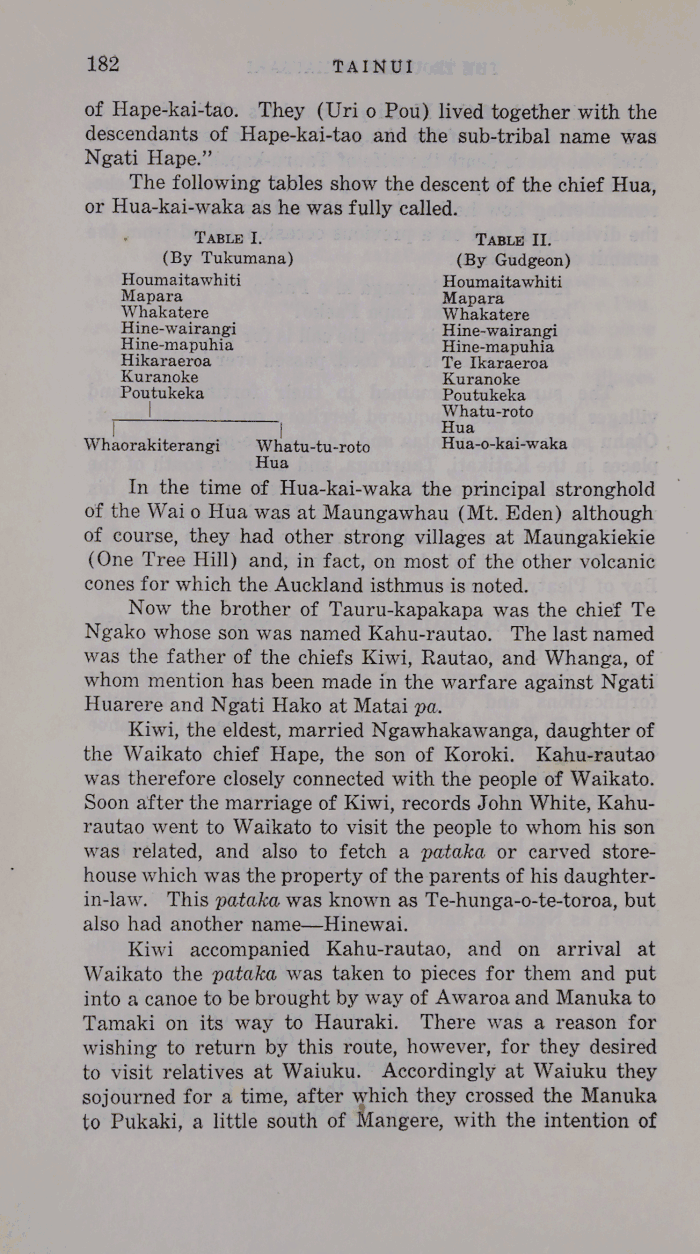 182 TAINUI
of Hape-kai-tao. They (Uri o Pou) lived together with the
descendants of Hape-kai-tao and the sub-tribal name was
Ngati Hape.”
The following tables show the descent of the chief Hua,
or Hua-kai-waka as he was fully called.
TABLE I.
(By Tukumana)
Houmaitawhiti
Mapara
Whakatere
Hine-wairangi
Hine-mapuhia
Hikaraeroa
Kuranoke
Poutukeka
Whaorakiterangi Whatu-tu-roto
Hua
TABLE II.
(By Gudgeon)
Houmaitawhiti
Mapara
Whakatere
Hine-wairangi
Hine-mapuhia
Te Ikaraeroa
Kuranoke
Poutukeka
Whatu-roto
Hua
Hua-o-kai-waka
In the time of Hua-kai-waka the principal stronghold
of the Wai o Hua was at Maungawhau (Mt. Eden) although
of course, they had other strong villages at Maungakiekie
(One Tree Hill) and, in fact, on most of the other volcanic
cones for which the Auckland isthmus is noted.
Now the brother of Tauru-kapakapa was the chief Te
Ngako whose son was named Kahu-rautao. The last named
was the father of the chiefs Kiwi, Rautao, and Whanga, of
whom mention has been made in the warfare against Ngati
Huarere and Ngati Hako at Matai pa.
Kiwi, the eldest, married Ngawhakawanga, daughter of
the Waikato chief Hape, the son of Koroki. Kahu-rautao
was therefore closely connected with the people of Waikato.
Soon after the marriage of Kiwi, records John White, Kahu-
rautao went to Waikato to visit the people to whom his son
was related, and also to fetch a pataka or carved store-
house which was the property of the parents of his daughter-
in-law. This pataka was known as Te-hunga-o-te-toroa, but
also had another name—Hinewai.
Kiwi accompanied Kahu-rautao, and on arrival at
Waikato the pataka was taken to pieces for them and put
into a canoe to be brought by way of Awaroa and Manuka to
Tamaki on its way to Hauraki. There was a reason for
wishing to return by this route, however, for they desired
to visit relatives at Waiuku. Accordingly at Waiuku they
sojourned for a time, after which they crossed the Manuka
to Pukaki, a little south of Mangere, with the intention of